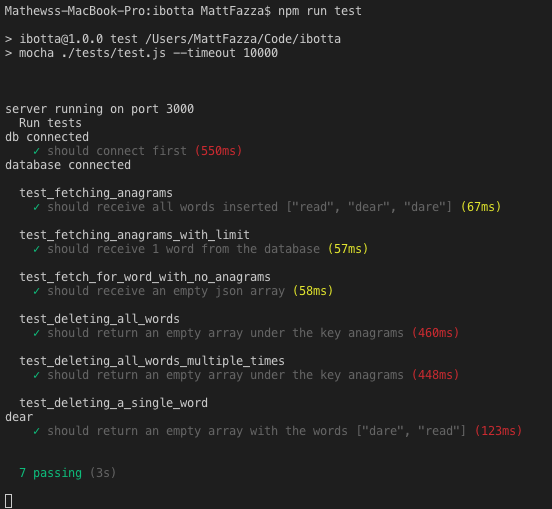 Mathewss-MacBook-Pro:ibotta MattFazza$ npm run test
> ibotta@1.0.0 test /Users/MattFazza/Code/ibotta
> mocha ./tests/test.js --timeout 10000
server running on port 3000
Run tests
db connected
✓ should connect first (550ms)
database connected
test_fetching_anagrams
✓ should receive all words inserted ["read", "dear", "dare"] (67ms)
test_fetching_anagrams_with_limit
✓ should receive 1 word from the database (57ms)
test_fetch_for_word_with_no_anagrams
✓ should receive an empty json array (58ms)
test_deleting_all_words
✓ should return an empty array under the key anagrams (460ms)
test_deleting_all_words_multiple_times
✓ should return an empty array under the key anagrams (448ms)
test_deleting_a_single_word
dear
✓ should return an empty array with the words ["dare", "read"] (123ms)
7 passing (3s)